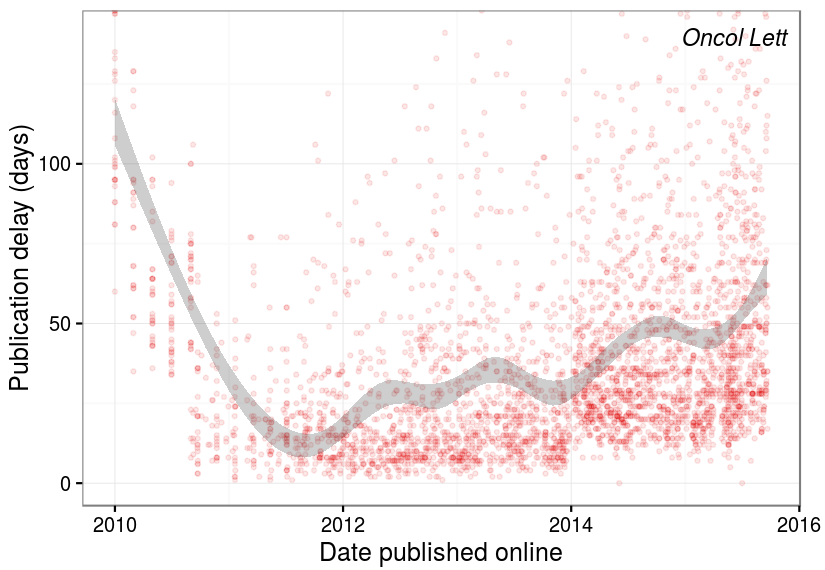 Oncol Lett
Publication delay (days)
100
50
0
2010
2012
2014
2016
Date published online